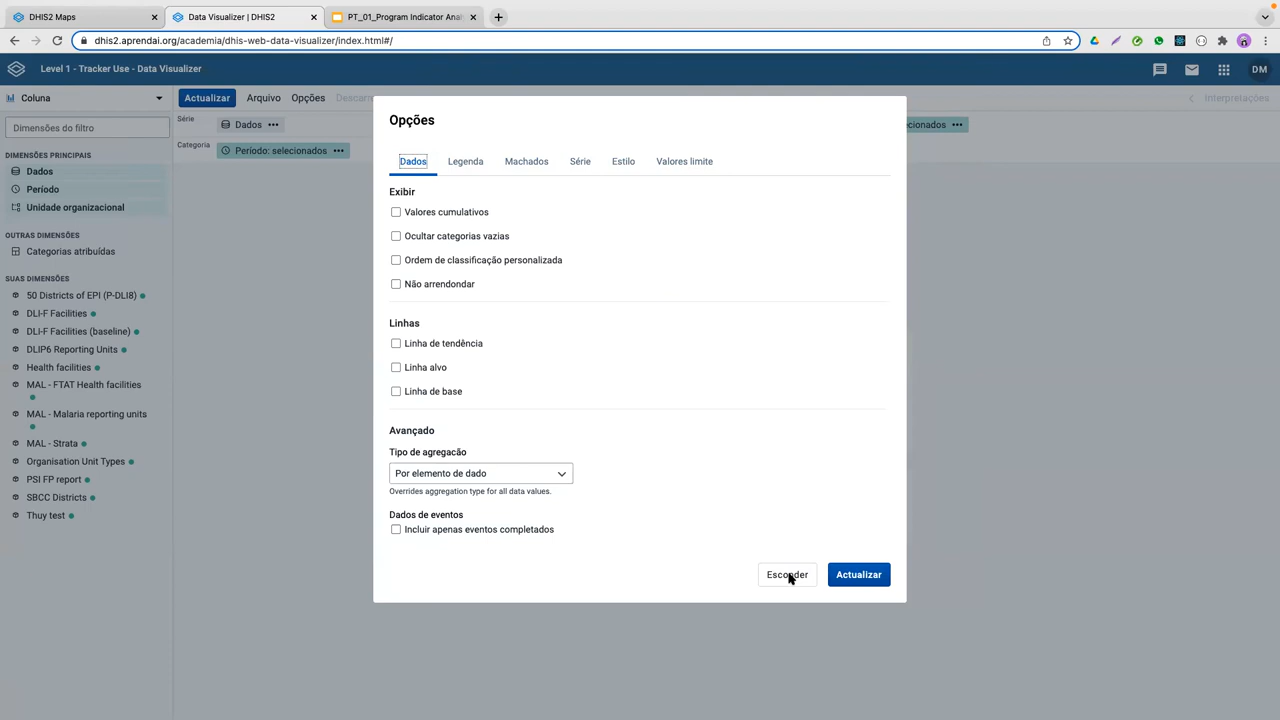 DHIS2 Maps
Data Visualizer | DHIS2
PT_01_Program Indicator Anal
dhis2.aprendai.org/academia/dhis-web-data-visualizer/index.html#/
Level 1 - Tracker Use - Data Visualizer
DM
Coluna
Actualizar
Arquivo
Opções
Descarr
Interpretações
Dimensões do filtro
Série
Dados
Categoria
Período: selecionados
ecionados
DIMENSÕES PRINCIPAIS
Dados
Período
Unidade organizacional
OUTRAS DIMENSÕES
Categorias atribuídas
SUAS DIMENSÕES
50 Districts of EPI (P-DLI8)
DLI-F Facilities
DLI-F Facilities (baseline)
DLIP6 Reporting Units
Health facilities
MAL - FTAT Health facilities
MAL - Malaria reporting units
MAL - Strata
Organisation Unit Types
PSI FP report
SBCC Districts
Thuy test
Opções
Dados
Legenda
Machados
Série
Estilo
Valores limite
Exibir
Valores cumulativos
Ocultar categorias vazias
Ordem de classificação personalizada
Não arrendondar
Linhas
Linha de tendência
Linha alvo
Linha de base
Avançado
Tipo de agregacão
Por elemento de dado
Overrides aggregation type for all data values.
Dados de eventos
Incluir apenas eventos completados
Esconder
Actualizar